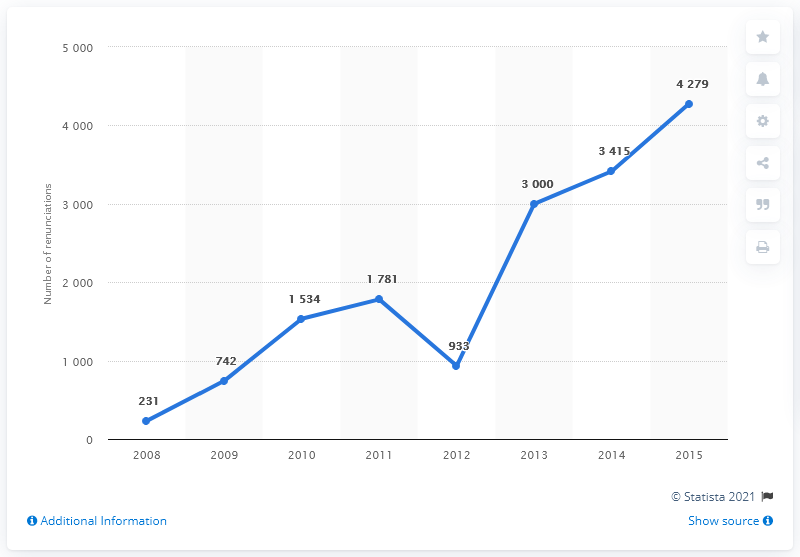 5 000
4 279
4 000
3 415
3 000
3 000
Number of renunciations
2 000
1 781
1 534
1 000
933
742
231
0
2008 2009 2010 2011 2012 2013 2014 2015
© Statista 2021
Additional Information
Show source